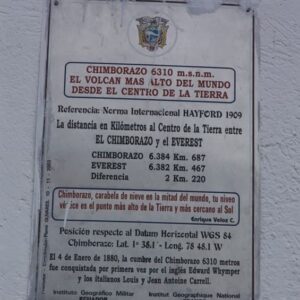 CHIMBORAZO 6310 m.s.n.m.
EL VOLCAN MAS ALTO DEL MUNDO
DESDE EL CENTRO DE LA TIERRA
Referencia: Norma Internacional HAYFORD 1909
La distancia en Kilómetros al Centro de la Tierra entre
EL CHIMBORAZO y el EVEREST
CHIMBORAZO 6.384 Km. 687
EVEREST 6.382 Km. 467
Diferencia 2 Km. 220
Chimborazo, carabela de nieve en la mitad del mundo, tu niveo
vértice es el punto más alto de la Tierra y más cercano al Sol
Enrique Veloz C.
Posición respecto al Datum Horizontal WGS 84
Chimborazo: Lat. 1° 38.1' - Long. 78 48.1 W
El 4 de Enero de 1880, la cumbre del Chimborazo 6310 metros
fue conquistada por primera vez por el inglés Edward Whymper
y los italianos Louis y Jean Antoine Carrell.
Instituto Geográfico Militar Instituto Geographique National
ECUADOR